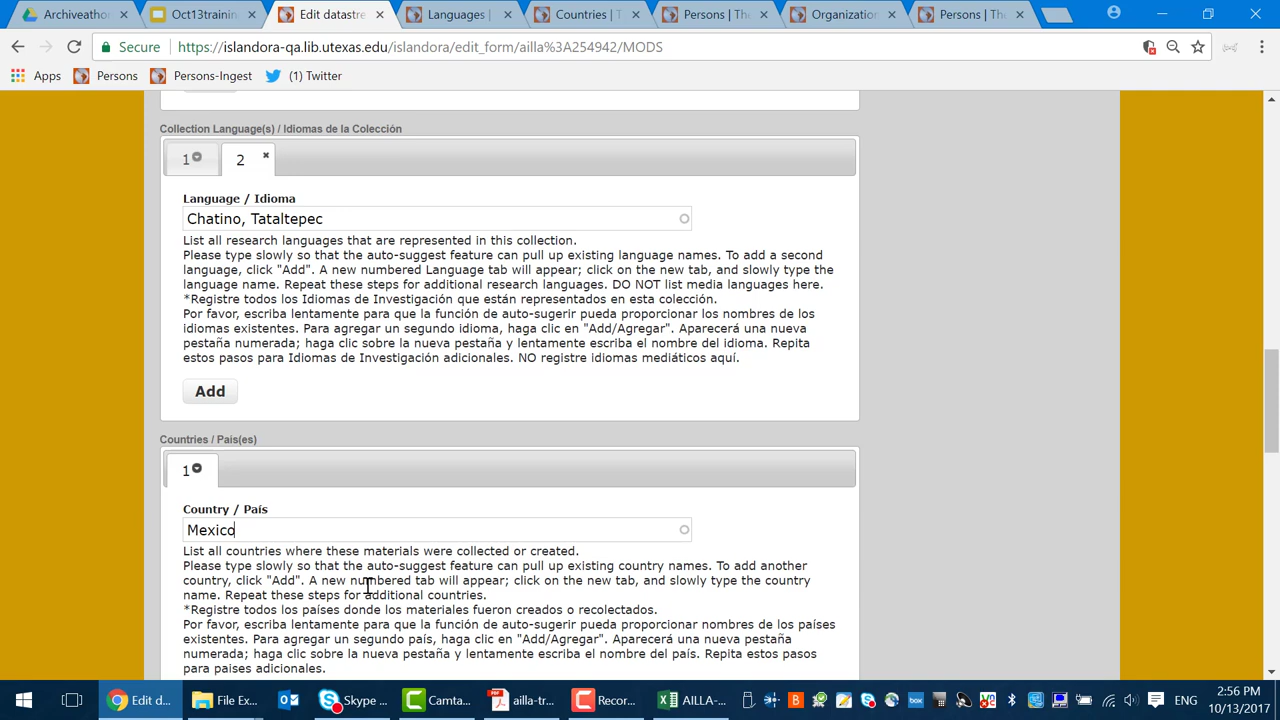 Archiveathon
Oct13training
Edit datastre
Languages |
Countries | T
Persons | The
Organization
Persons | The
Secure
https://islandora-qa.lib.utexas.edu/islandora/edit_form/ailla%3A254942/MODS
Apps
Persons
Persons-Ingest
(1) Twitter
Collection Language(s) / Idiomas de la Colección
1
2
Language / Idioma
Chatino, Tataltepec
List all research languages that are represented in this collection.
Please type slowly so that the auto-suggest feature can pull up existing language names. To add a second
language, click "Add". A new numbered Language tab will appear; click on the new tab, and slowly type the
language name. Repeat these steps for additional research languages. DO NOT list media languages here.
*Registre todos los Idiomas de Investigación que están representados en esta colección.
Por favor, escriba lentamente para que la función de auto-sugerir pueda proporcionar los nombres de los
idiomas existentes. Para agregar un segundo idioma, haga clic en "Add/Agregar". Aparecerá una nueva
pestaña numerada; haga clic sobre la nueva pestaña y lentamente escriba el nombre del idioma. Repita
estos pasos para Idiomas de Investigación adicionales. NO registre idiomas mediáticos aquí.
Add
Countries / Pais(es)
1
Country / País
Mexico
List all countries where these materials were collected or created.
Please type slowly so that the auto-suggest feature can pull up existing country names. To add another
country, click "Add". A new numbered tab will appear; click on the new tab, and slowly type the country
name. Repeat these steps for additional countries.
*Registre todos los países donde los materiales fueron creados o recolectados.
Por favor, escriba lentamente para que la función de auto-sugerir pueda proporcionar nombres de los países
existentes. Para agregar un segundo país, haga clic en "Add/Agregar". Aparecerá una nueva pestaña
numerada; haga clic sobre la nueva pestaña y lentamente escriba el nombre del país. Repita estos pasos
para paises adicionales.
Edit d...
File Ex...
Skype ...
Camta...
ailla-tr...
Recor...
AILLA-...
ENG
2:56 PM
10/13/2017